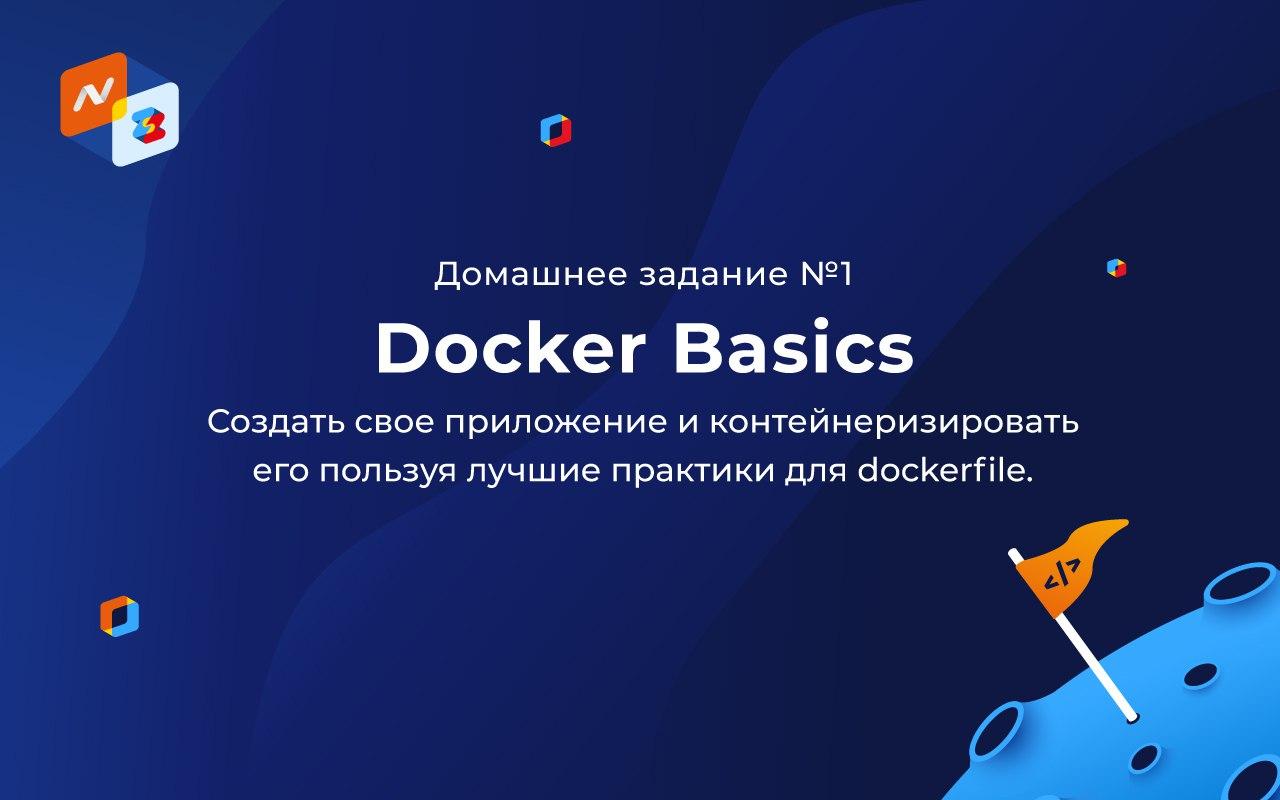 Домашнее задание №1
Docker Basics
Создать свое приложение и контейнеризировать
его пользуя лучшие практики для dockerfile.
</>